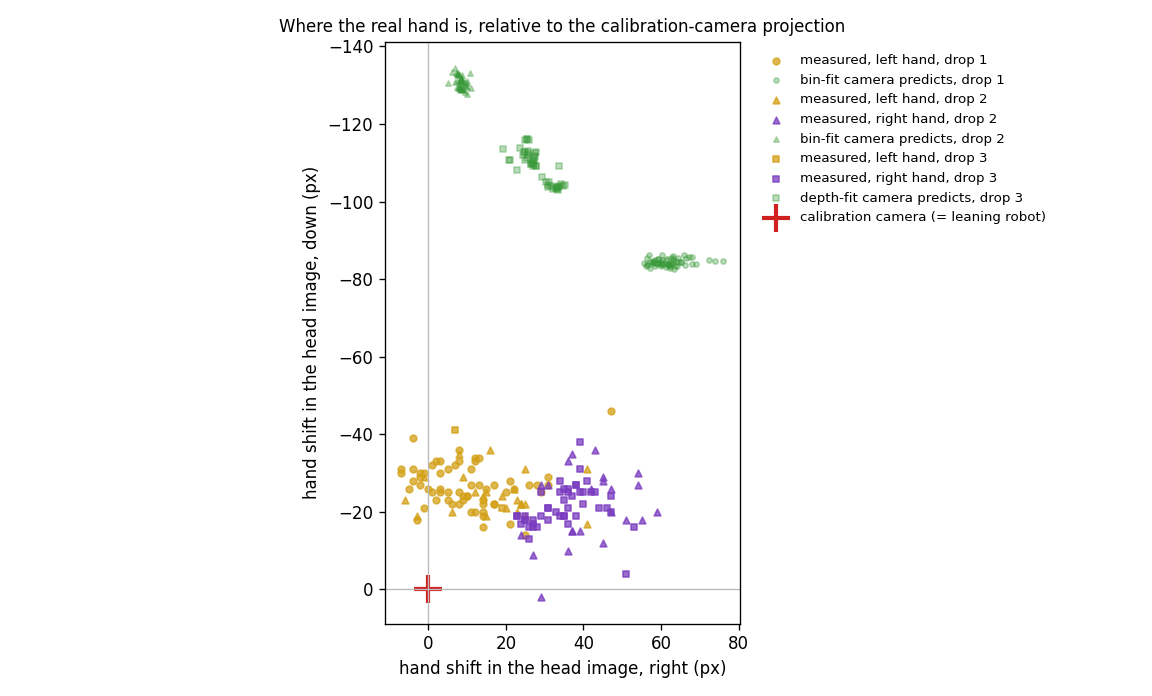 Where the real hand is, relative to the calibration-camera projection
−140
−120
−100
−80
−60
−40
−20
0
hand shift in the head image, down (px)
0 20 40 60 80
hand shift in the head image, right (px)
measured, left hand, drop 1
bin-fit camera predicts, drop 1
measured, left hand, drop 2
measured, right hand, drop 2
bin-fit camera predicts, drop 2
measured, left hand, drop 3
measured, right hand, drop 3
depth-fit camera predicts, drop 3
calibration camera (= leaning robot)